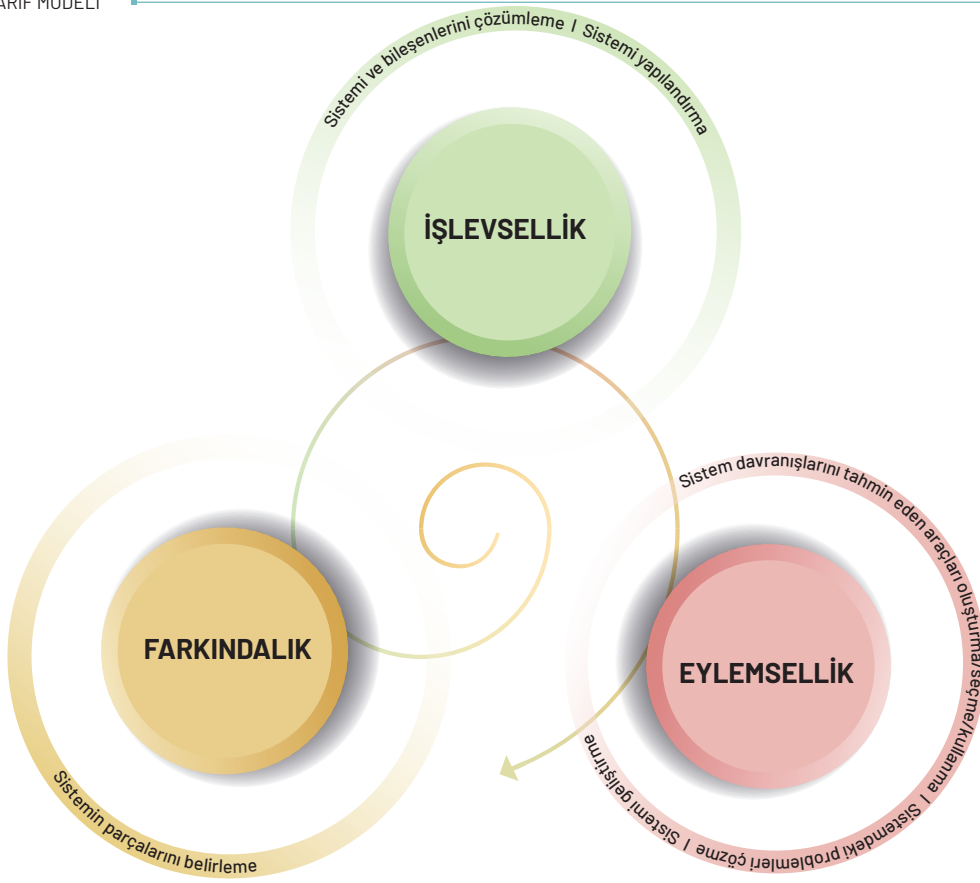 ARİF MODELİ
Sistemi ve bileşenlerini çözümleme I Sistemi yapılandırma
İŞLEVSELLİK
FARKINDALIK
Sistemin parçalarını belirleme
EYLEMSELLİK
Sistem davranışlarını tahmin eden araçları oluşturma/seçme/kullanma I Sistemdeki problemleri çözme I Sistemi geliştirme